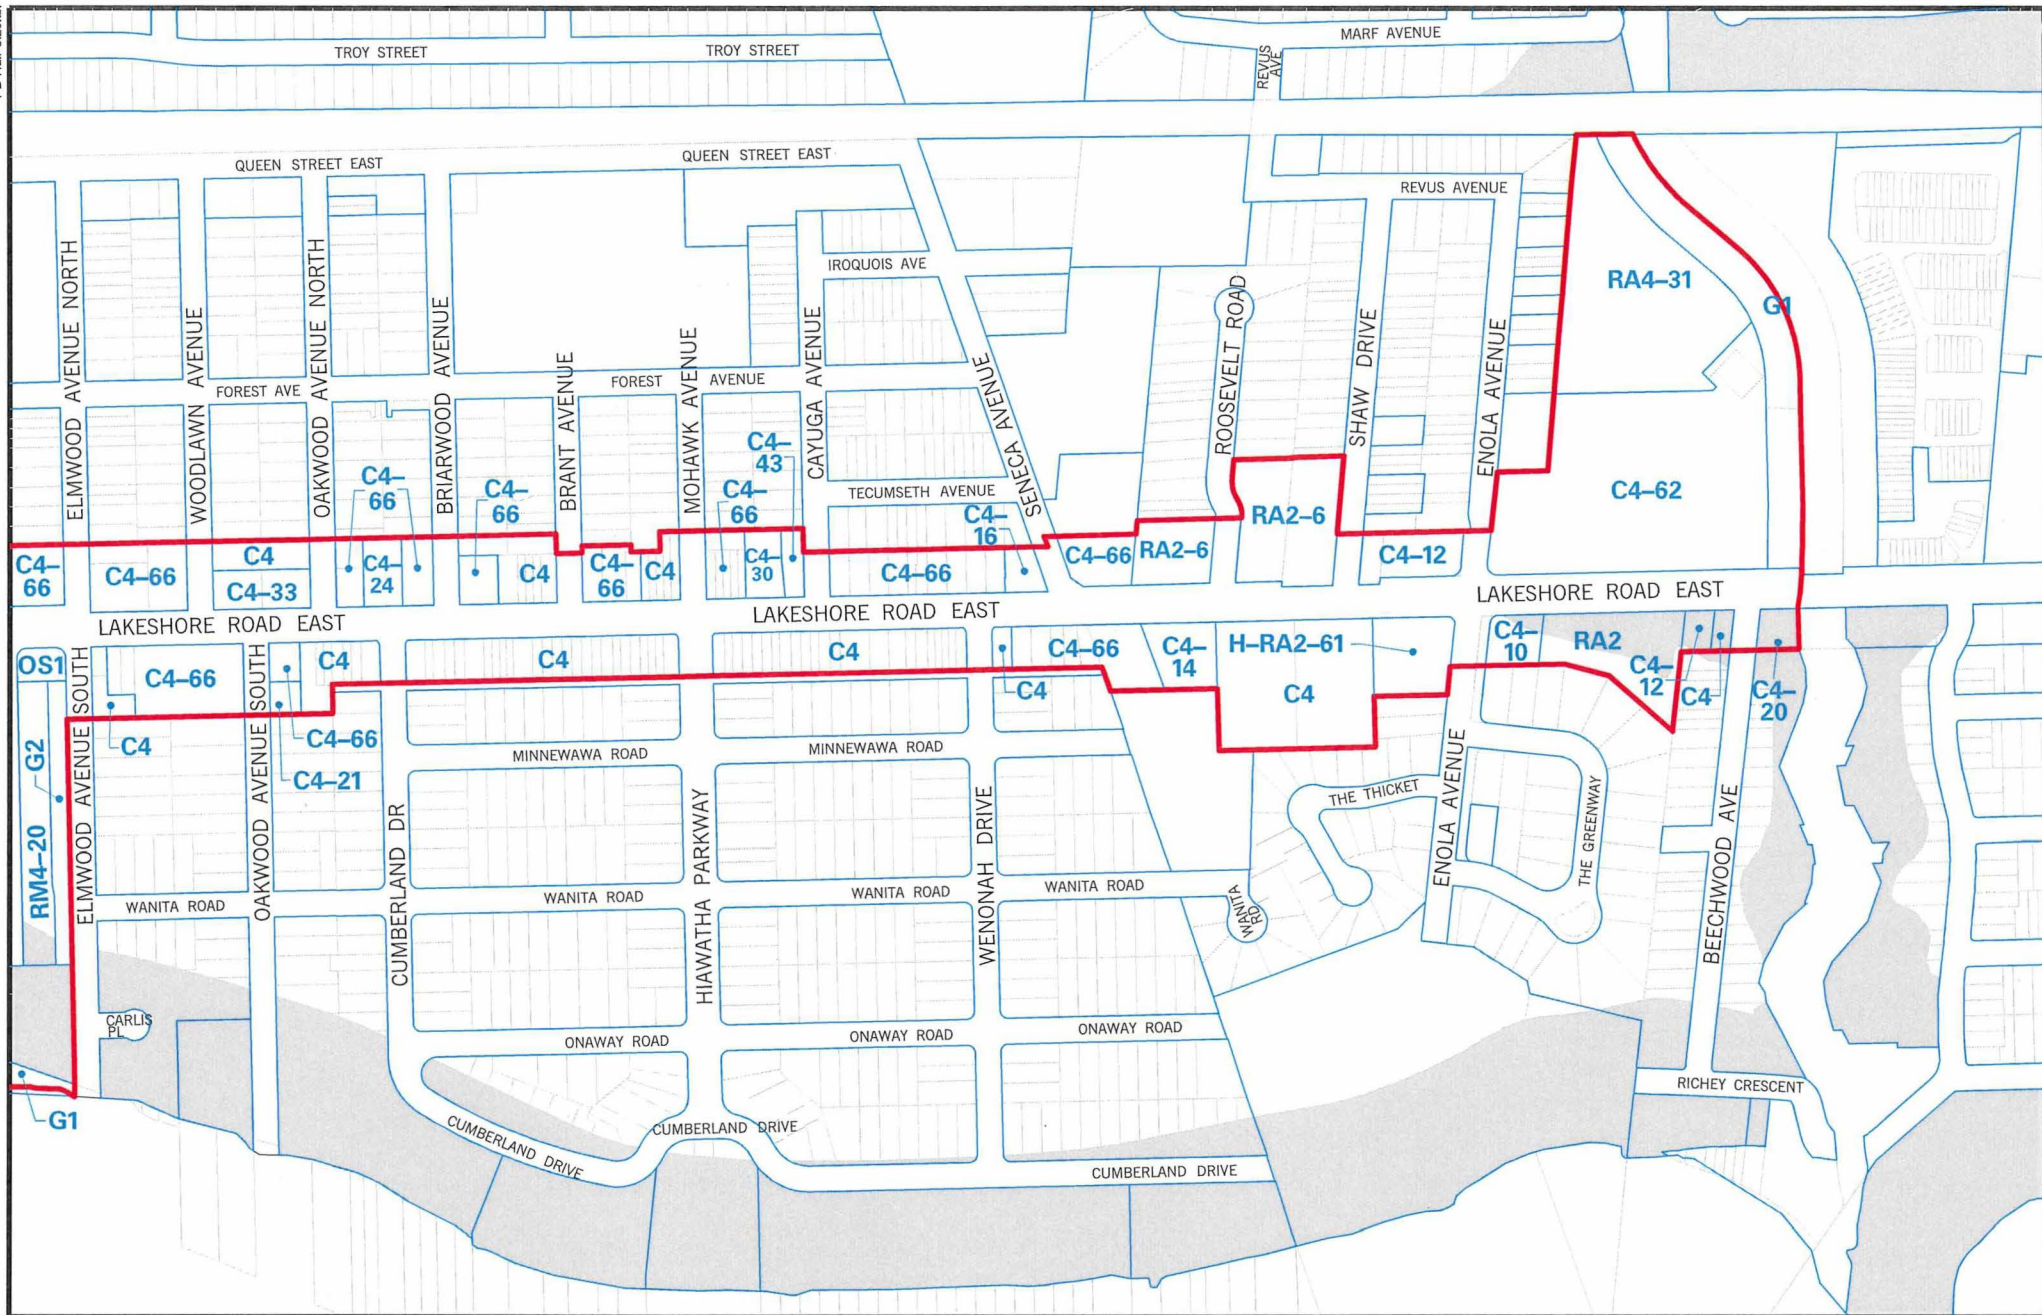 TROY STREET
TROY STREET
MARF AVENUE
REVUS
AVE
QUEEN STREET EAST
QUEEN STREET EAST
REVUS AVENUE
IROQUOIS AVE
ELMWOOD AVENUE NORTH
WOODLAWN AVENUE
OAKWOOD AVENUE NORTH
BRIARWOOD AVENUE
BRANT AVENUE
MOHAWK AVENUE
CAYUGA AVENUE
SENECA AVENUE
ROOSEVELT ROAD
SHAW DRIVE
ENOLA AVENUE
RA4–31
G1
FOREST AVE
FOREST AVENUE
C4–
43
C4–
66
C4–
66
C4–
66
TECUMSETH AVENUE
C4–
16
C4–62
RA2–6
C4–
66
C4–66
C4
C4–33
C4–
24
C4
C4–
66
C4
C4–
30
C4–66
C4–66
RA2–6
C4–12
LAKESHORE ROAD EAST
LAKESHORE ROAD EAST
LAKESHORE ROAD EAST
OS1
C4–66
C4
C4
C4
C4–66
C4–
14
H–RA2–61
C4–
10
RA2
C4–
12
C4
C4–
20
C4
C4
C4
C4–66
C4–21
G2
RM4–20
ELMWOOD AVENUE SOUTH
OAKWOOD AVENUE SOUTH
CUMBERLAND DR
HIAWATHA PARKWAY
WENONAH DRIVE
ENOLA AVENUE
BEECHWOOD AVE
MINNEWAWA ROAD
MINNEWAWA ROAD
THE THICKET
THE GREENWAY
WANITA ROAD
WANITA ROAD
WANITA ROAD
WANITA ROAD
WANITA
RD
CARLIS
PL
ONAWAY ROAD
ONAWAY ROAD
ONAWAY ROAD
RICHEY CRESCENT
G1
CUMBERLAND DRIVE
CUMBERLAND DRIVE
CUMBERLAND DRIVE